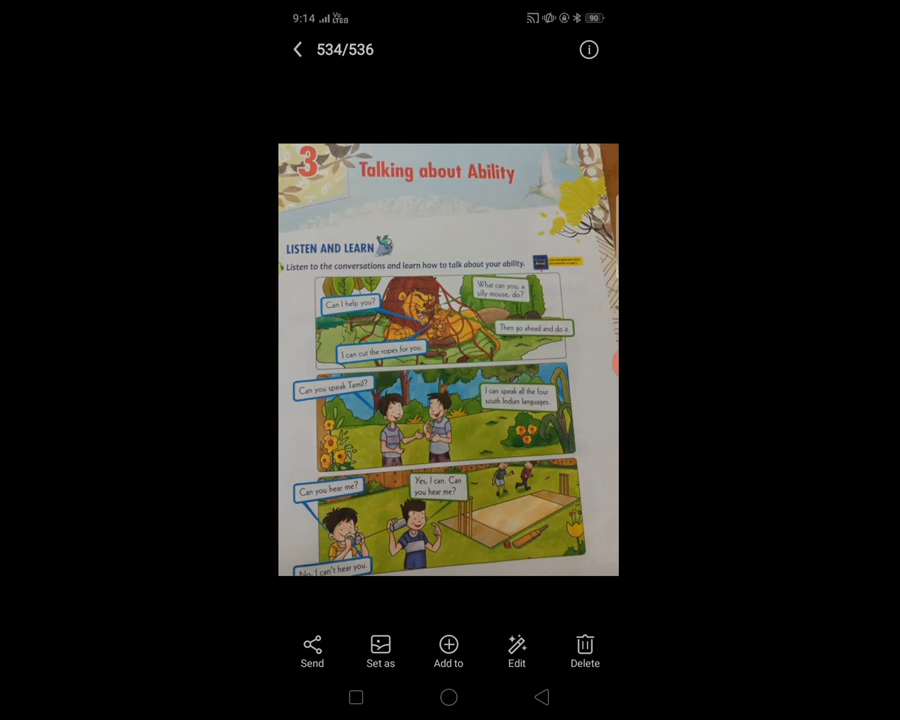 9:14
Vo
LTEB
90
534/536
3
Talking about Ability
LISTEN AND LEARN
Listen to the conversations and learn how to talk about your ability.
Can I help you?
What can you, a
silly mouse, do?
Then go ahead and do it.
I can cut the ropes for you.
Can you speak Tamil?
I can speak all the four
south Indian languages.
Can you hear me?
Yes, I can. Can
you hear me?
No, I can't hear you.
Send
Set as
Add to
Edit
Delete